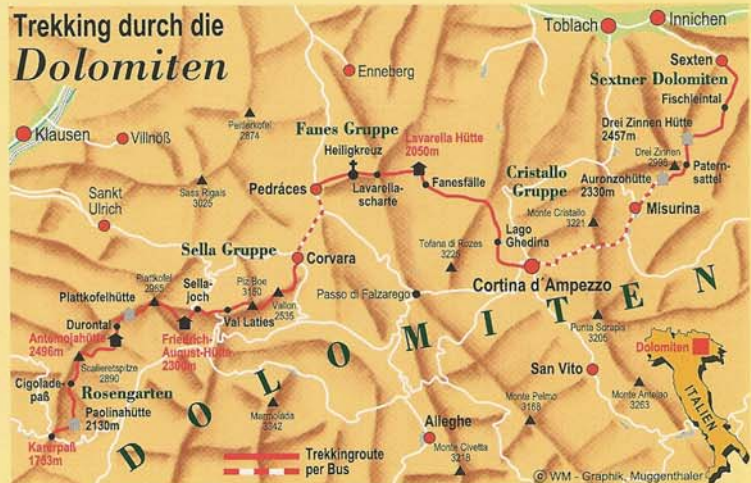 Trekking durch die
Dolomiten
Toblach
Innichen
Sexten
Sextner Dolomiten
Fischleintal
Enneberg
Klausen
Villnöß
Peitlerkofel
2874
Fanes Gruppe
Heiligkreuz
Lavarella Hütte
2050m
Drei Zinnen Hütte
2457m
Drei Zinnen
2998
Cristallo
Gruppe
Auronzohütte
2330m
Patern-
sattel
Sass Rigais
3025
Pedráces
Lavarella-
scharte
Fanesfälle
Sankt
Ulrich
Misurina
Monte Cristallo
3221
Sella Gruppe
Corvara
Tofana di Rozes
3225
Lago
Ghedina
Cortina d´Ampezzo
Plattkofel
2955
Sella-
joch
Piz Boe
3150
Vallon
2535
Passo di Falzarego
Plattkofelhütte
Durontal
Val Laties
Antemojahütte
2496m
Friedrich-
August-Hütte
2300m
Punta Sorapis
3205
Scalieretspitze
2890
Cigolade-
paß
Rosengarten
Paolinahütte
2130m
Karerpaß
1753m
Marmolada
3342
San Vito
Monte Pelmo
3168
Monte Antelao
3263
Alleghe
Monte Civetta
3218
DOLOMITEN
Dolomiten
ITALIEN
Trekkingroute
per Bus
© WM - Graphik, Muggenthaler